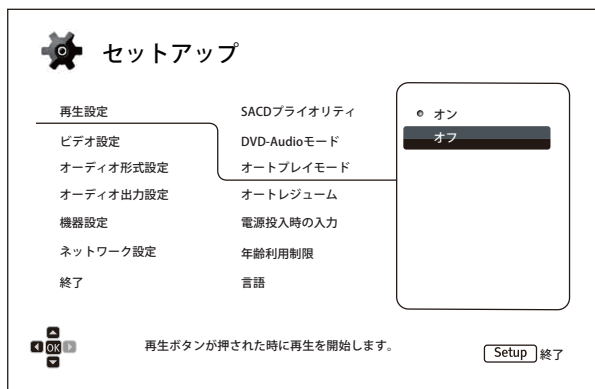 セットアップ
再生設定
ビデオ設定
オーディオ形式設定
オーディオ出力設定
機器設定
ネットワーク設定
終了
SACDプライオリティ
DVD-Audioモード
オートプレイモード
オートレジューム
電源投入時の入力
年齢利用制限
言語
オン
オフ
OK
再生ボタンが押された時に再生を開始します。
Setup 終了